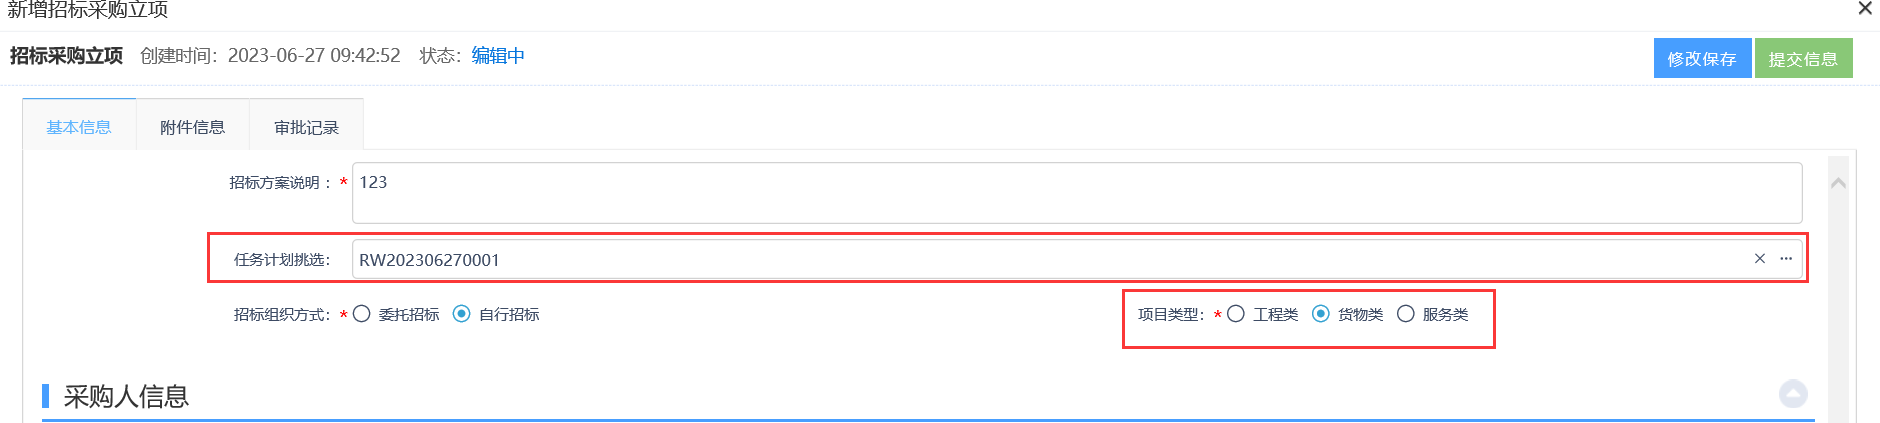 新增招标采购立项
招标采购立项 创建时间：2023-06-27 09:42:52 状态：编辑中 修改保存 提交信息
基本信息 附件信息 审批记录
招标方案说明：* 123
任务计划挑选： RW202306270001
招标组织方式：* 委托招标 自行招标 项目类型：* 工程类 货物类 服务类
采购人信息